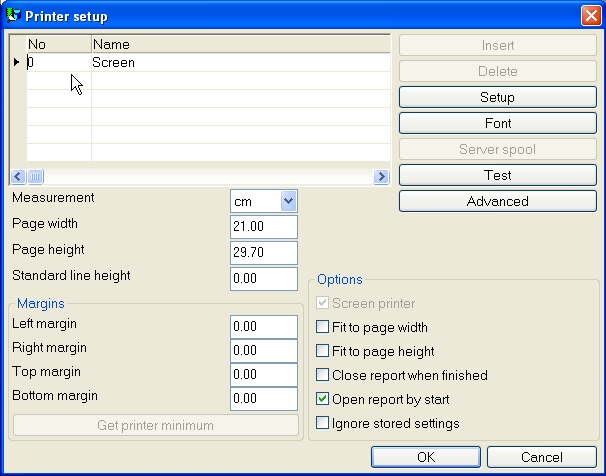 Printer setup
No Name
0 Screen
Insert
Delete
Setup
Font
Server spool
Test
Advanced
Measurement cm
Page width 21.00
Page height 29.70
Standard line height 0.00
Margins
Left margin 0.00
Right margin 0.00
Top margin 0.00
Bottom margin 0.00
Get printer minimum
Options
Screen printer
Fit to page width
Fit to page height
Close report when finished
Open report by start
Ignore stored settings
OK Cancel